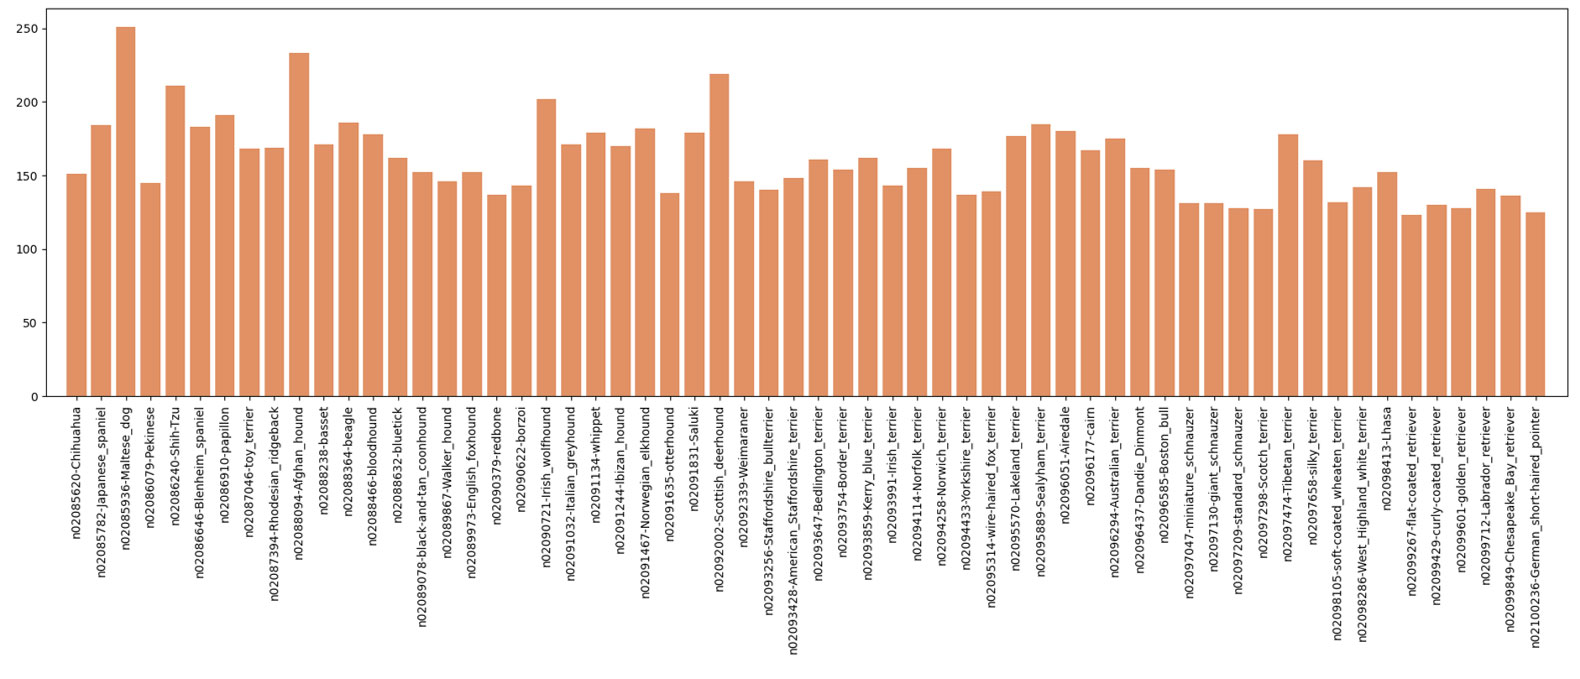 250
200
150
100
50
0
n02085620-Chihuahua
n02085782-Japanese_spaniel
n02085936-Maltese_dog
n02086079-Pekinese
n02086240-Shih-Tzu
n02086646-Blenheim_spaniel
n02086910-papillon
n02087046-toy_terrier
n02087394-Rhodesian_ridgeback
n02088094-Afghan_hound
n02088238-basset
n02088364-beagle
n02088466-bloodhound
n02088632-bluetick
n02089078-black-and-tan_coonhound
n02089867-Walker_hound
n02089973-English_foxhound
n02090379-redbone
n02090622-borzoi
n02090721-Irish_wolfhound
n02091032-Italian_greyhound
n02091134-whippet
n02091244-Ibizan_hound
n02091467-Norwegian_elkhound
n02091635-otterhound
n02091831-Saluki
n02092002-Scottish_deerhound
n02092339-Weimaraner
n02093256-Staffordshire_bullterrier
n02093428-American_Staffordshire_terrier
n02093647-Bedlington_terrier
n02093754-Border_terrier
n02093859-Kerry_blue_terrier
n02093991-Irish_terrier
n02094114-Norfolk_terrier
n02094258-Norwich_terrier
n02094433-Yorkshire_terrier
n02095314-wire-haired_fox_terrier
n02095570-Lakeland_terrier
n02095889-Sealyham_terrier
n02096051-Airedale
n02096177-cairn
n02096294-Australian_terrier
n02096437-Dandie_Dinmont
n02096585-Boston_bull
n02097047-miniature_schnauzer
n02097130-giant_schnauzer
n02097209-standard_schnauzer
n02097298-Scotch_terrier
n02097474-Tibetan_terrier
n02097658-silky_terrier
n02098105-soft-coated_wheaten_terrier
n02098286-West_Highland_white_terrier
n02098413-Lhasa
n02099267-flat-coated_retriever
n02099429-curly-coated_retriever
n02099601-golden_retriever
n02099712-Labrador_retriever
n02099849-Chesapeake_Bay_retriever
n02100236-German_short-haired_pointer